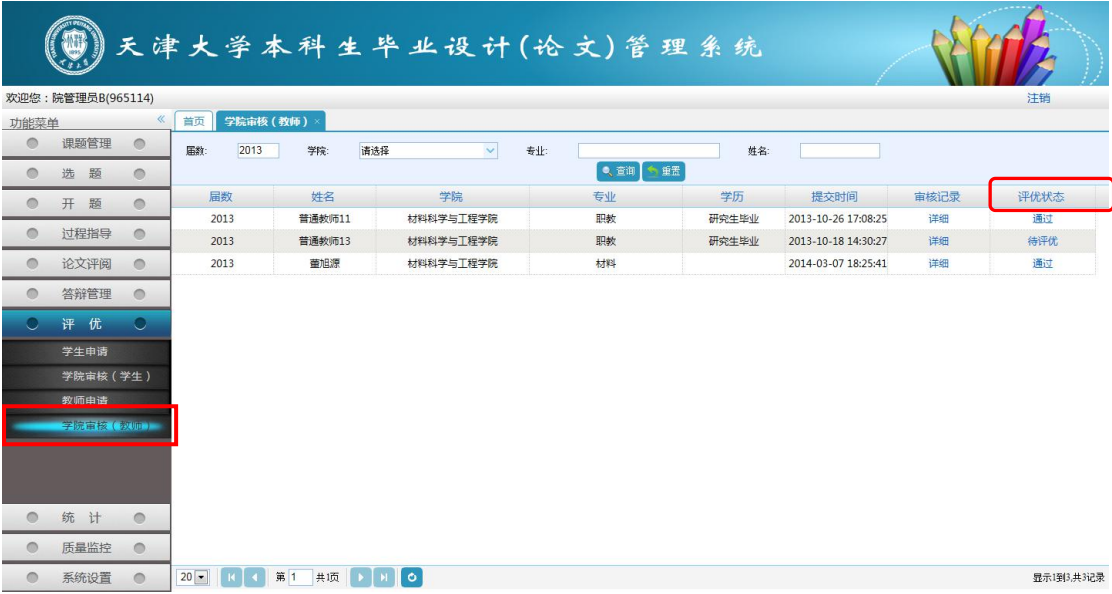 天津大学本科生毕业设计(论文)管理系统
欢迎您：院管理员B(965114) 注销
功能菜单 首页 学院审核（教师）
课题管理 届数: 2013 学院: 请选择 专业: 姓名:
查询 重置
选 题
届数 姓名 学院 专业 学历 提交时间 审核记录 评优状态
开 题
2013 普通教师11 材料科学与工程学院 职教 研究生毕业 2013-10-26 17:08:25 详细 通过
过程指导
2013 普通教师13 材料科学与工程学院 职教 研究生毕业 2013-10-18 14:30:27 详细 待评优
论文评阅
2013 董旭源 材料科学与工程学院 材料 2014-03-07 18:25:41 详细 通过
答辩管理
评 优
学生申请
学院审核（学生）
教师申请
学院审核（教师）
统 计
质量监控
系统设置
20 第 1 共1页 显示1到3,共3记录